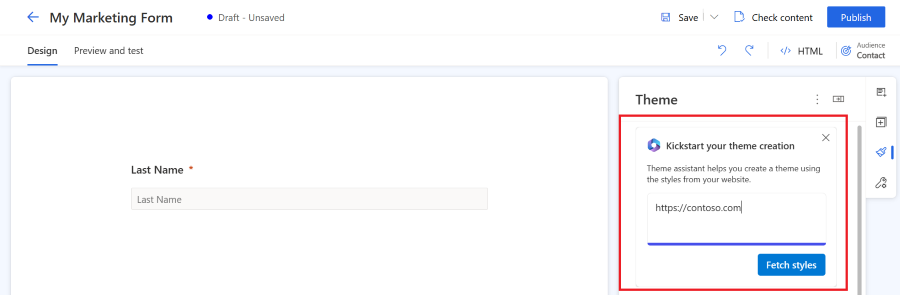 My Marketing Form
Draft - Unsaved
Save
Check content
Publish
Design
Preview and test
HTML
Audience
Contact
Theme
Kickstart your theme creation
Theme assistant helps you create a theme using
the styles from your website.
https://contoso.com
Fetch styles
Last Name *
Last Name